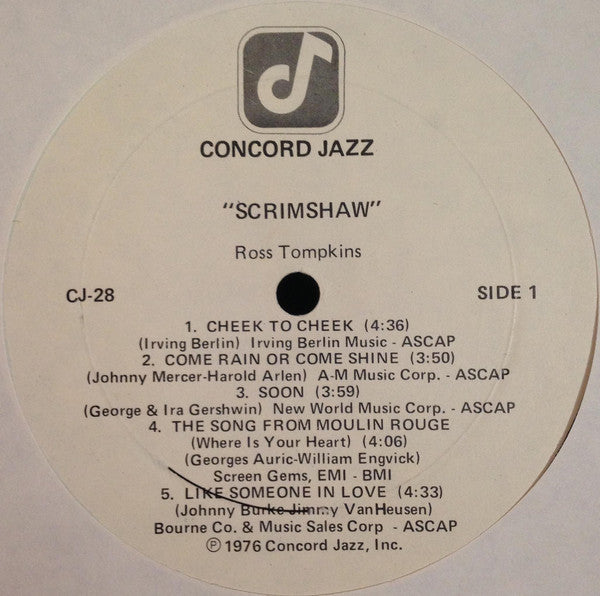 CONCORD JAZZ
"SCRIMSHAW"
Ross Tompkins
CJ-28
SIDE 1
1. CHEEK TO CHEEK (4:36)
(Irving Berlin) Irving Berlin Music - ASCAP
2. COME RAIN OR COME SHINE (3:50)
(Johnny Mercer-Harold Arlen) A-M Music Corp. - ASCAP
3. SOON (3:59)
(George & Ira Gershwin) New World Music Corp. - ASCAP
4. THE SONG FROM MOULIN ROUGE
(Where Is Your Heart) (4:06)
(Georges Auric-William Engvick)
Screen Gems, EMI - BMI
5. LIKE SOMEONE IN LOVE (4:33)
(Johnny Burke-Jimmy VanHeusen)
Bourne Co. & Music Sales Corp - ASCAP
℗ 1976 Concord Jazz, Inc.